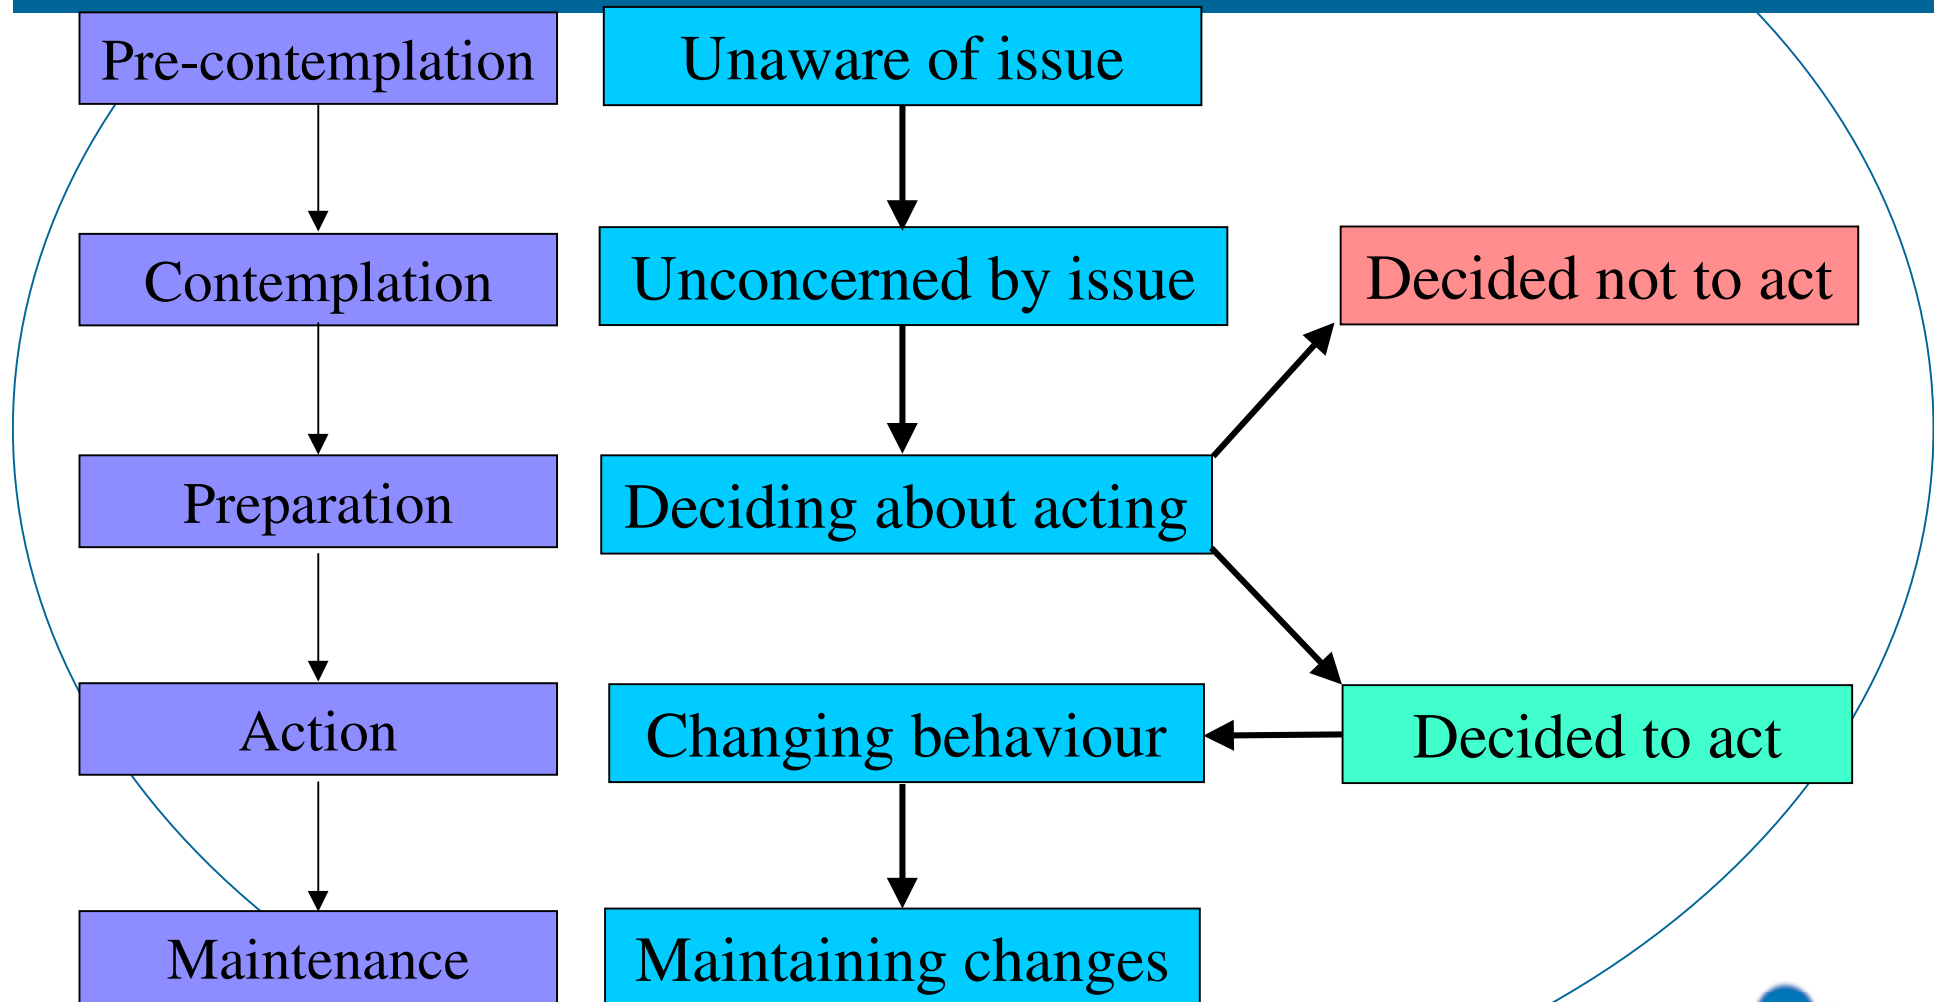 Pre-contemplation
Unaware of issue
Contemplation
Unconcerned by issue
Decided not to act
Preparation
Deciding about acting
Action
Changing behaviour
Decided to act
Maintenance
Maintaining changes